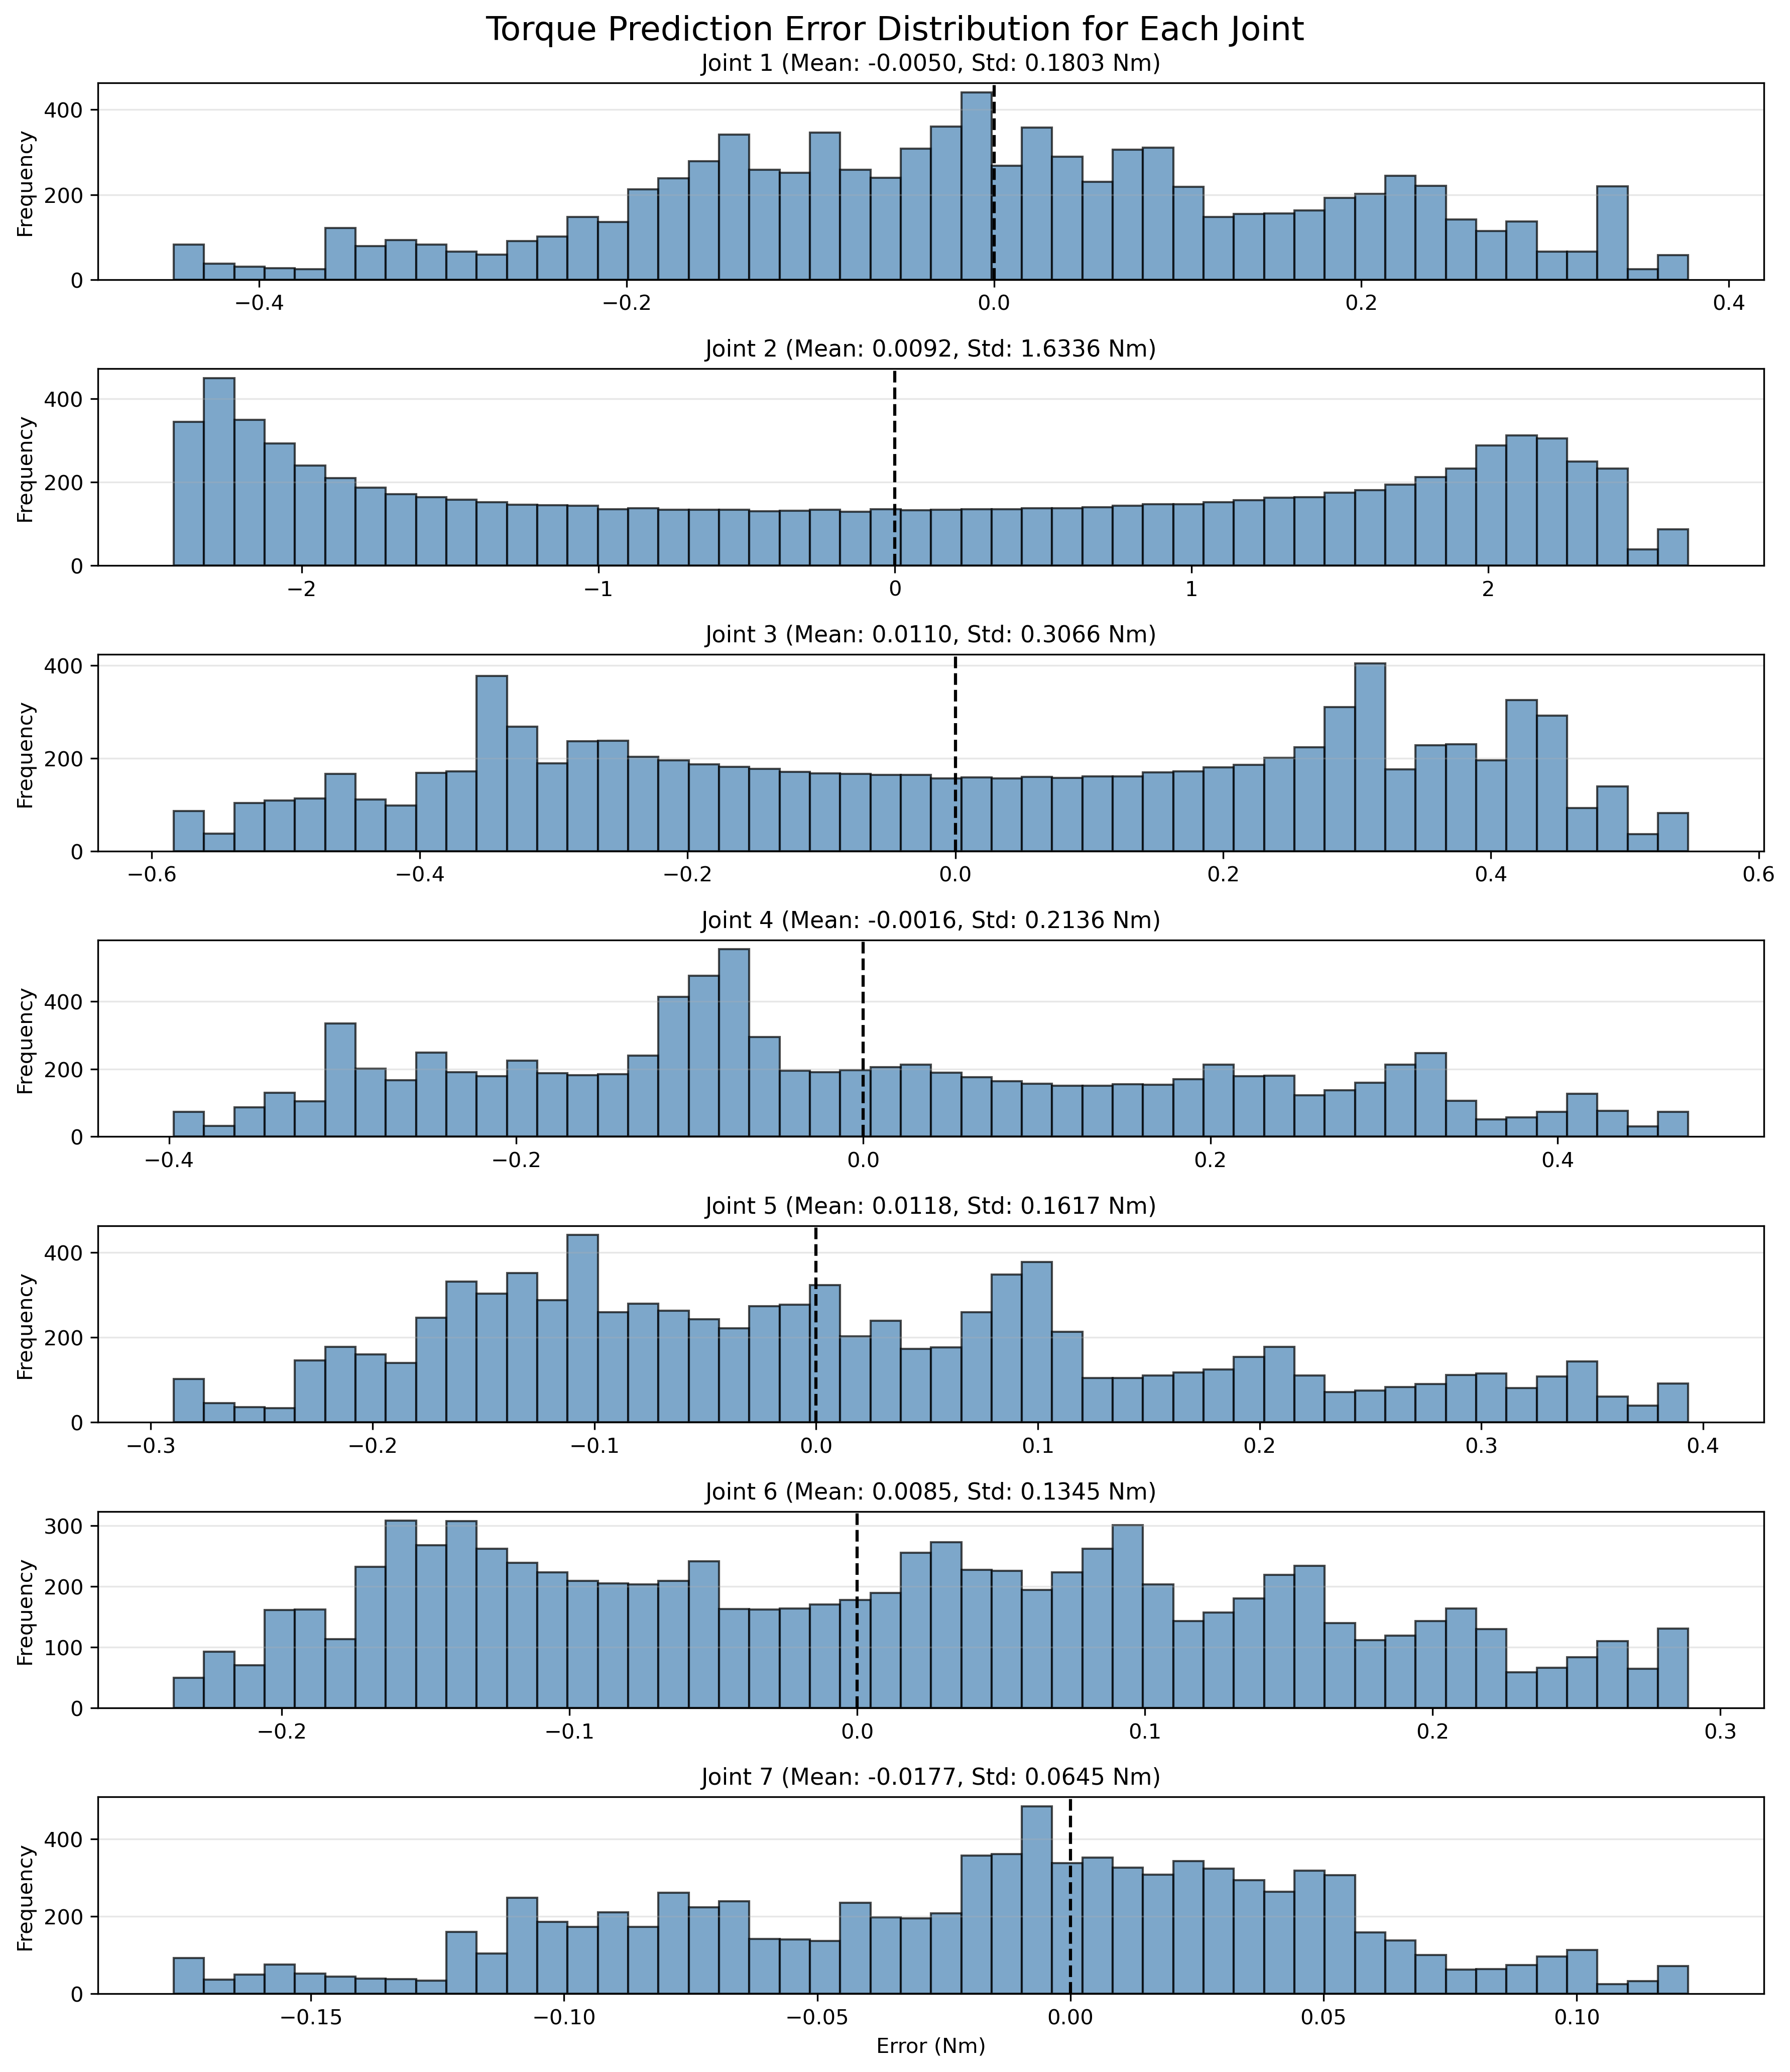 Torque Prediction Error Distribution for Each Joint
Joint 1 (Mean: -0.0050, Std: 0.1803 Nm)
Frequency
400
200
0
−0.4 −0.2 0.0 0.2 0.4
Joint 2 (Mean: 0.0092, Std: 1.6336 Nm)
Frequency
400
200
0
−2 −1 0 1 2
Joint 3 (Mean: 0.0110, Std: 0.3066 Nm)
Frequency
400
200
0
−0.6 −0.4 −0.2 0.0 0.2 0.4 0.6
Joint 4 (Mean: -0.0016, Std: 0.2136 Nm)
Frequency
400
200
0
−0.4 −0.2 0.0 0.2 0.4
Joint 5 (Mean: 0.0118, Std: 0.1617 Nm)
Frequency
400
200
0
−0.3 −0.2 −0.1 0.0 0.1 0.2 0.3 0.4
Joint 6 (Mean: 0.0085, Std: 0.1345 Nm)
Frequency
300
200
100
0
−0.2 −0.1 0.0 0.1 0.2 0.3
Joint 7 (Mean: -0.0177, Std: 0.0645 Nm)
Frequency
400
200
0
−0.15 −0.10 −0.05 0.00 0.05 0.10
Error (Nm)